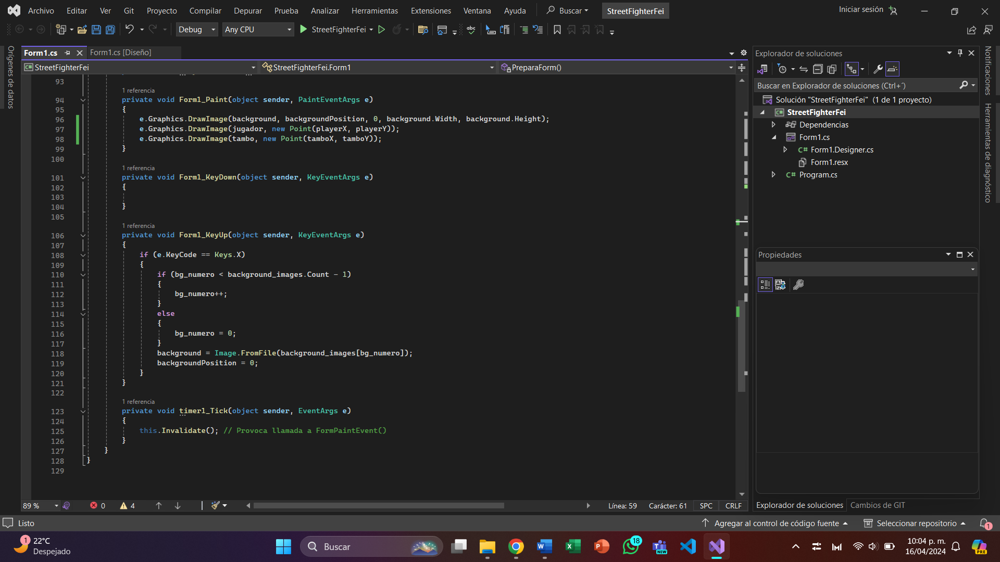 Archivo Editar Ver Git Proyecto Compilar Depurar Prueba Analizar Herramientas Extensiones Ventana Ayuda Buscar StreetFighterFei Iniciar sesión
Debug Any CPU StreetFighterFei
Orígenes de datos
Form1.cs Form1.cs [Diseño]
StreetFighterFei StreetFighterFei.Form1 PreparaForm()
93
1 referencia
94 private void Form1_Paint(object sender, PaintEventArgs e)
95 {
96 e.Graphics.DrawImage(background, backgroundPosition, 0, background.Width, background.Height);
97 e.Graphics.DrawImage(jugador, new Point(playerX, playerY));
98 e.Graphics.DrawImage(tambo, new Point(tamboX, tamboY));
99 }
100
1 referencia
101 private void Form1_KeyDown(object sender, KeyEventArgs e)
102 {
103
104 }
105
1 referencia
106 private void Form1_KeyUp(object sender, KeyEventArgs e)
107 {
108 if (e.KeyCode == Keys.X)
109 {
110 if (bg_numero < background_images.Count - 1)
111 {
112 bg_numero++;
113 }
114 else
115 {
116 bg_numero = 0;
117 }
118 background = Image.FromFile(background_images[bg_numero]);
119 backgroundPosition = 0;
120 }
121 }
122
1 referencia
123 private void timer1_Tick(object sender, EventArgs e)
124 {
125 this.Invalidate(); // Provoca llamada a FormPaintEvent()
126 }
127 }
128 }
129
89 % 0 4 Línea: 59 Carácter: 61 SPC CRLF
Explorador de soluciones
Buscar en Explorador de soluciones (Ctrl+´)
Solución "StreetFighterFei" (1 de 1 proyecto)
StreetFighterFei
Dependencias
Form1.cs
C# Form1.Designer.cs
Form1.resx
C# Program.cs
Propiedades
Explorador de soluciones Cambios de GIT
Notificaciones
Herramientas de diagnóstico
Listo Agregar al control de código fuente Seleccionar repositorio 1
1 22°C
Despejado
Buscar
18
NEW
10:04 p. m.
16/04/2024
PRE